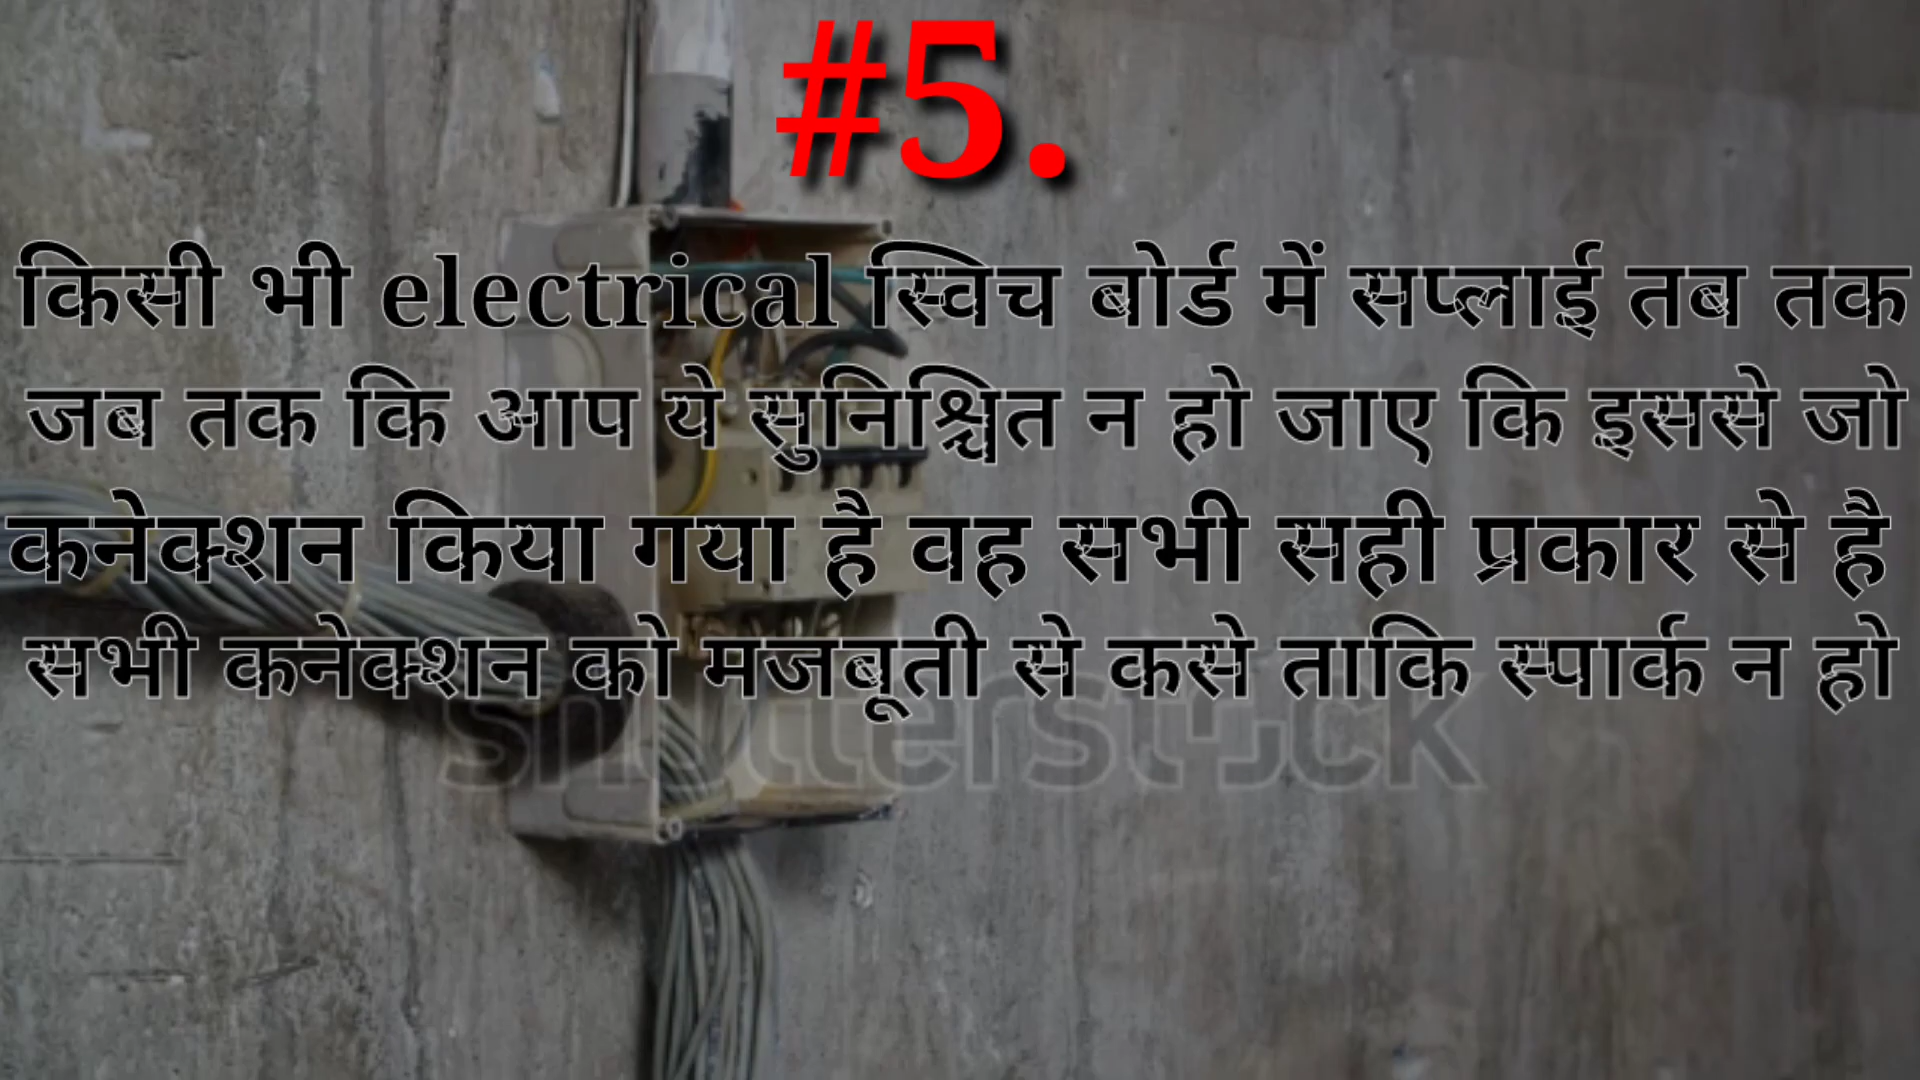 #5.
किसी भी electrical स्विच बोर्ड में सप्लाई तब तक
जब तक कि आप ये सुनिश्चित न हो जाए कि इससे जो
कनेक्शन किया गया है वह सभी सही प्रकार से है
सभी कनेक्शन को मजबूती से कसे ताकि स्पार्क न हो
shutterstock